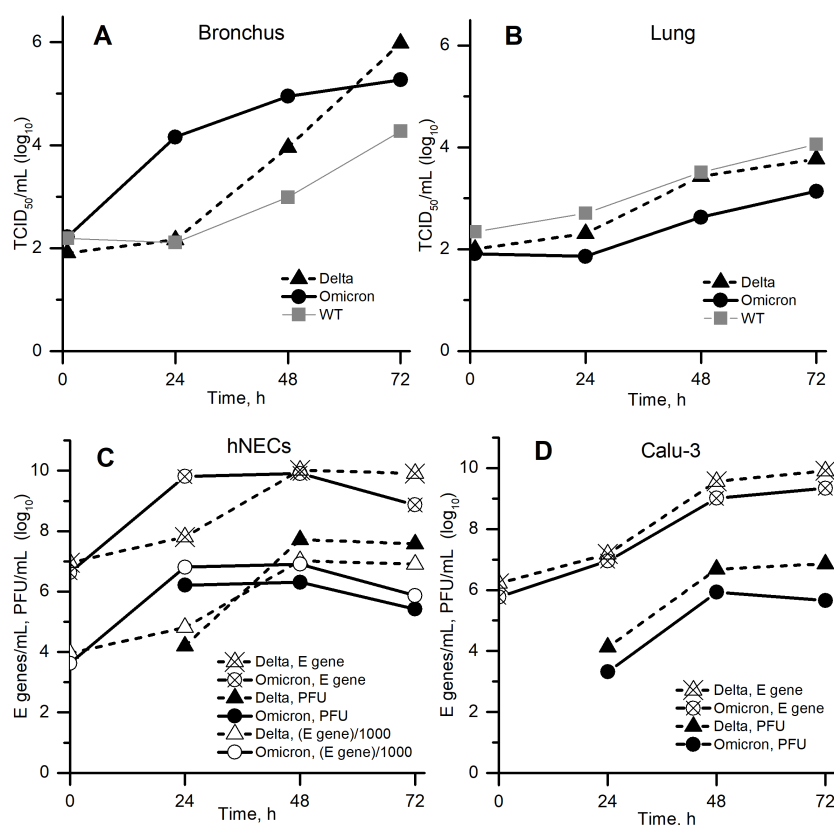 A Bronchus
TCID50/mL (log10)
6
4
2
0
Delta
Omicron
WT
0 24 48 72
Time, h
B Lung
TCID50/mL (log10)
6
4
2
0
Delta
Omicron
WT
0 24 48 72
Time, h
C hNECs
E genes/mL, PFU/mL (log10)
10
8
6
4
2
0
Delta, E gene
Omicron, E gene
Delta, PFU
Omicron, PFU
Delta, (E gene)/1000
Omicron, (E gene)/1000
0 24 48 72
Time, h
D Calu-3
E genes/mL, PFU/mL (log10)
10
8
6
4
2
0
Delta, E gene
Omicron, E gene
Delta, PFU
Omicron, PFU
0 24 48 72
Time, h